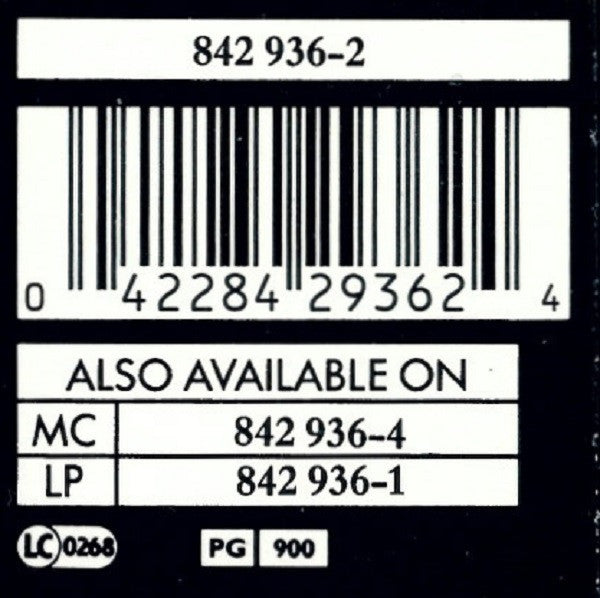 842 936-2
0 42284 29362 4
ALSO AVAILABLE ON
MC 842 936-4
LP 842 936-1
LC 0268 PG 900